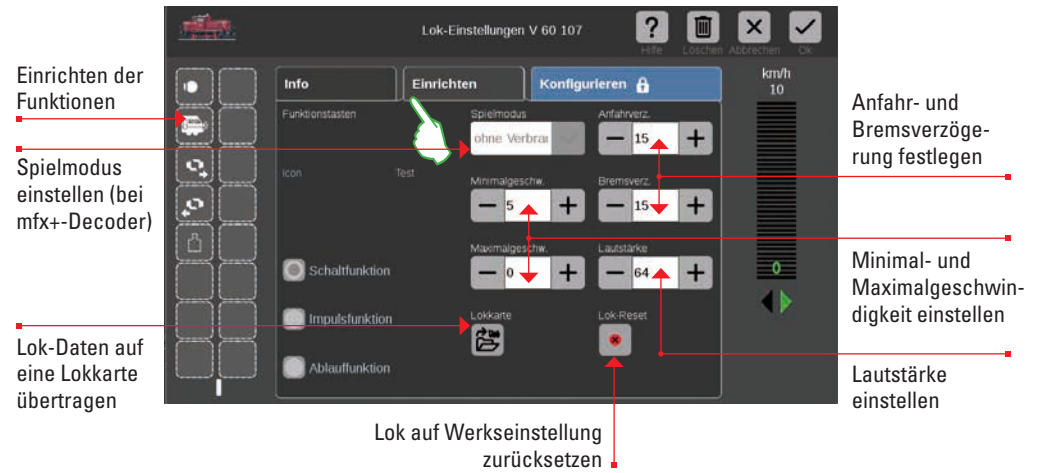 Lok-Einstellungen V 60 107
?
Hilfe
Löschen
Abbrechen
Ok
Einrichten der
Funktionen
Spielmodus
einstellen (bei
mfx+-Decoder)
Lok-Daten auf
eine Lokkarte
übertragen
Info
Einrichten
Konfigurieren
Funktionstasten
Icon
Test
Schaltfunktion
Impulsfunktion
Ablauffunktion
Spielmodus
ohne Verbrau
Anfahrverz.
15
Minimalgeschw.
5
Bremsverz.
15
Maximalgeschw.
0
Lautstärke
64
Lokkarte
Lok-Reset
km/h
10
0
Anfahr- und
Bremsverzöge-
rung festlegen
Minimal- und
Maximalgeschwin-
digkeit einstellen
Lautstärke
einstellen
Lok auf Werkseinstellung
zurücksetzen